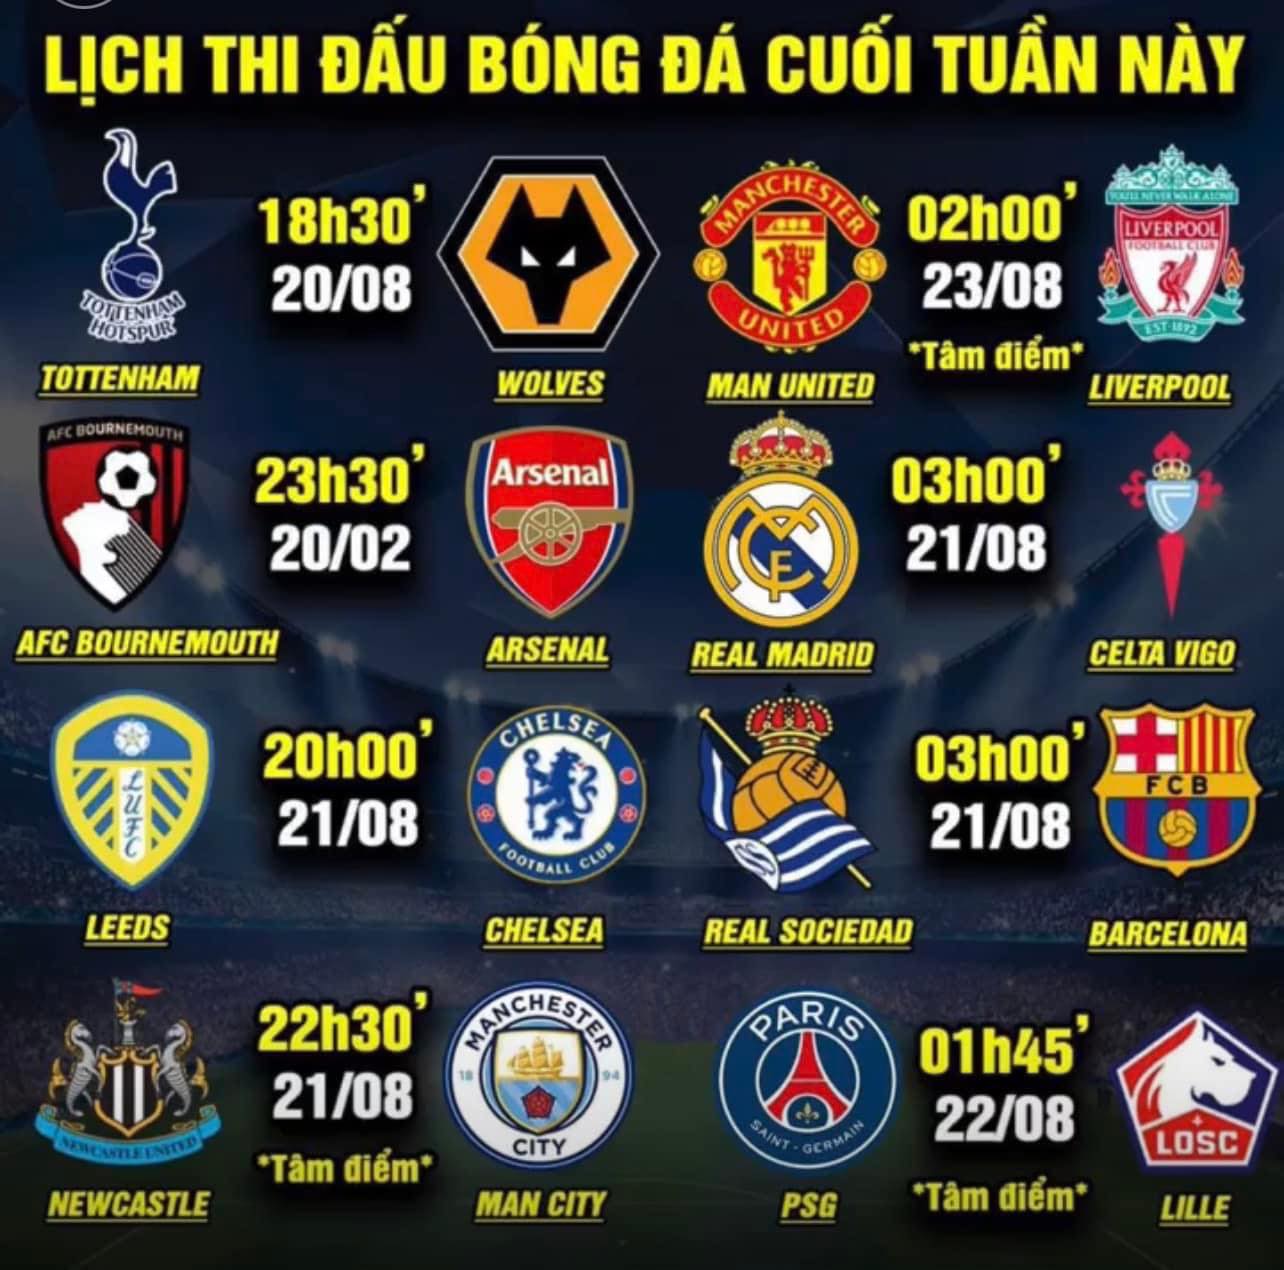 LỊCH THI ĐẤU BÓNG ĐÁ CUỐI TUẦN NÀY
TOTTENHAM
HOTSPUR
18h30'
20/08
TOTTENHAM
WOLVES
MANCHESTER
UNITED
02h00'
23/08
*Tâm điểm*
YOU'LL NEVER WALK ALONE
LIVERPOOL
FOOTBALL CLUB
EST·1892
MAN UNITED
LIVERPOOL
AFC BOURNEMOUTH
23h30'
20/02
Arsenal
AFC BOURNEMOUTH
ARSENAL
03h00'
21/08
REAL MADRID
CELTA VIGO
LUFC
20h00'
21/08
CHELSEA
FOOTBALL CLUB
LEEDS
CHELSEA
03h00'
21/08
FCB
REAL SOCIEDAD
BARCELONA
NEWCASTLE UNITED
22h30'
21/08
*Tâm điểm*
MANCHESTER
18 94
CITY
NEWCASTLE
MAN CITY
PARIS
SAINT-GERMAIN
01h45'
22/08
*Tâm điểm*
LOSC
PSG
LILLE